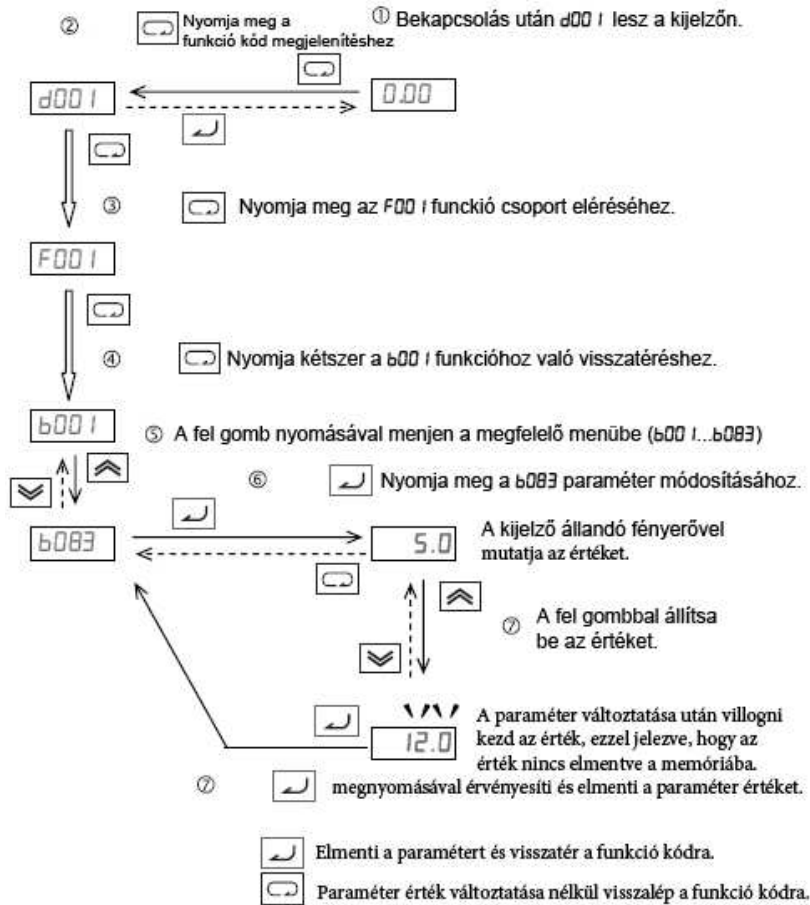 ① Bekapcsolás után d001 lesz a kijelzőn.
② Nyomja meg a
funkció kód megjelenítéshez
d001
0.00
③ Nyomja meg az F001 funckió csoport eléréséhez.
F001
④ Nyomja kétszer a b001 funkcióhoz való visszatéréshez.
b001
⑤ A fel gomb nyomásával menjen a megfelelő menübe (b001...b083)
⑥ Nyomja meg a b083 paraméter módosításához.
b083
5.0
A kijelző állandó fényerővel
mutatja az értéket.
⑦ A fel gombbal állítsa
be az értéket.
12.0
A paraméter változtatása után villogni
kezd az érték, ezzel jelezve, hogy az
érték nincs elmentve a memóriába.
⑦ megnyomásával érvényesíti és elmenti a paraméter értéket.
Elmenti a paramétert és visszatér a funkció kódra.
Paraméter érték változtatása nélkül visszalép a funkció kódra.